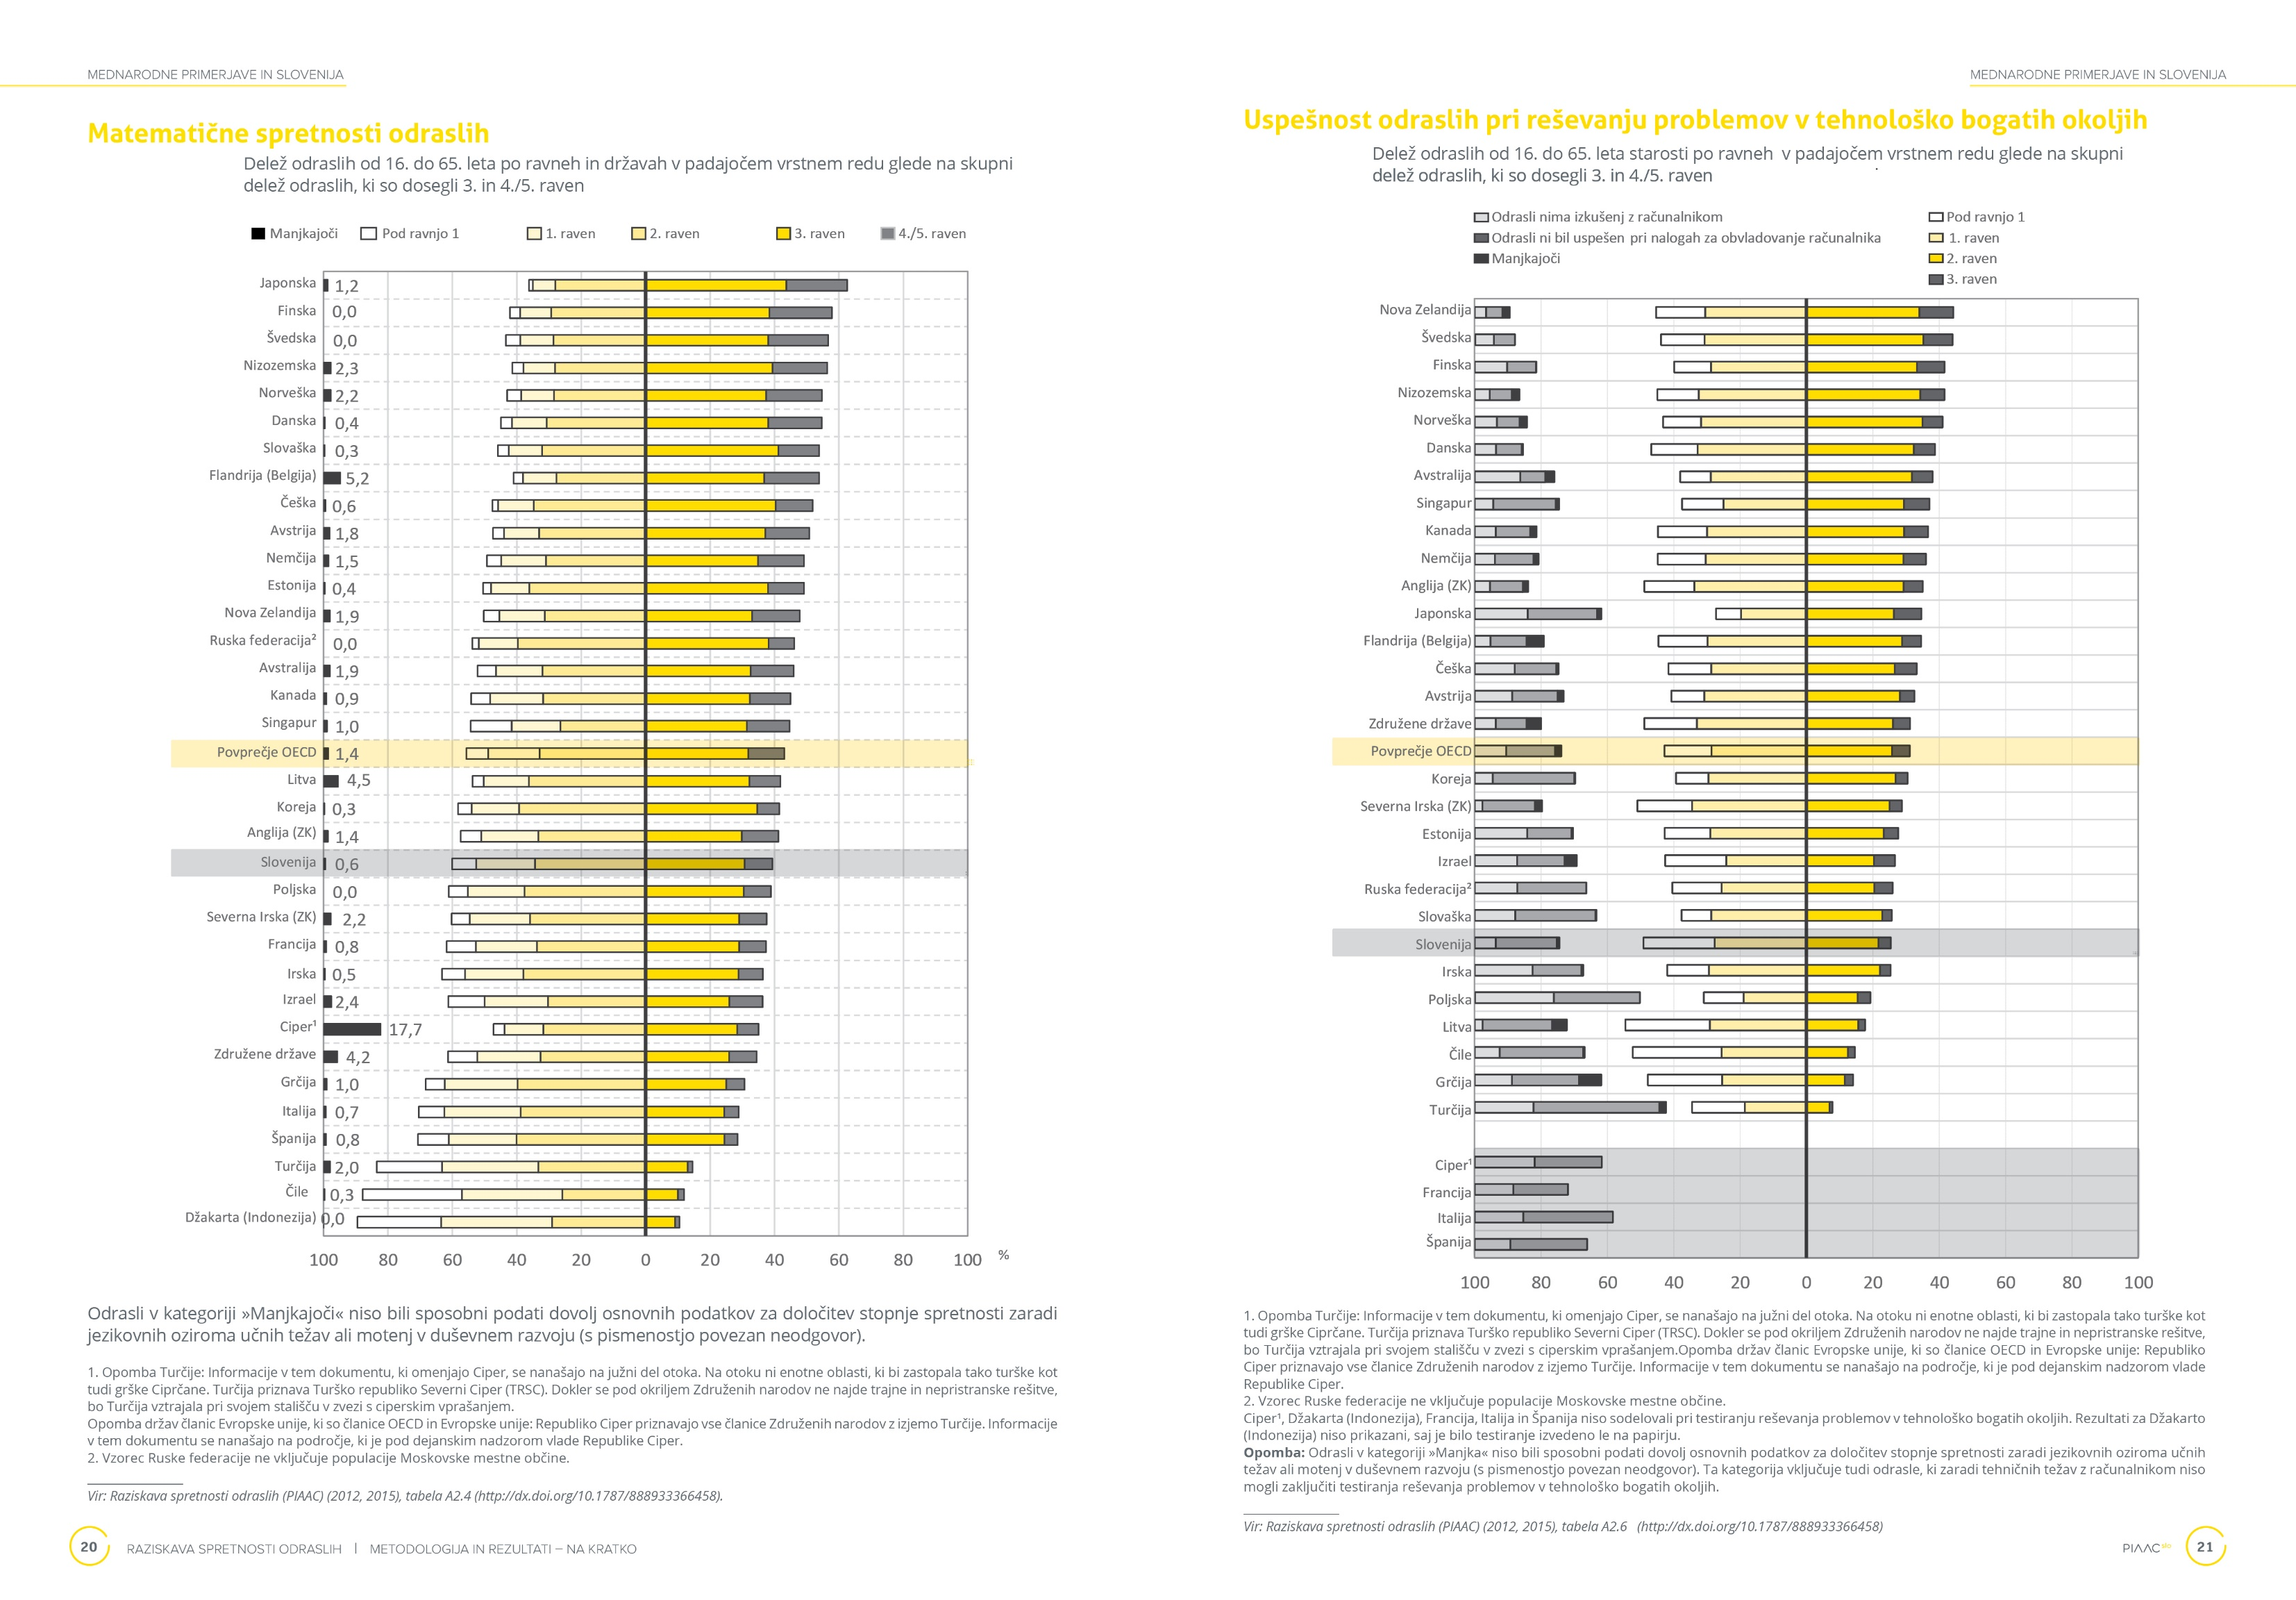 MEDNARODNE PRIMERJAVE IN SLOVENIJA
Matematične spretnosti odraslih
Delež odraslih od 16. do 65. leta po ravneh in državah v padajočem vrstnem redu glede na skupni
delež odraslih, ki so dosegli 3. in 4./5. raven
Manjkajoči Pod ravnjo 1 1. raven 2. raven 3. raven 4./5. raven
Japonska 1,2
Finska 0,0
Švedska 0,0
Nizozemska 2,3
Norveška 2,2
Danska 0,4
Slovaška 0,3
Flandrija (Belgija) 5,2
Češka 0,6
Avstrija 1,8
Nemčija 1,5
Estonija 0,4
Nova Zelandija 1,9
Ruska federacija² 0,0
Avstralija 1,9
Kanada 0,9
Singapur 1,0
Povprečje OECD 1,4
Litva 4,5
Koreja 0,3
Anglija (ZK) 1,4
Slovenija 0,6
Poljska 0,0
Severna Irska (ZK) 2,2
Francija 0,8
Irska 0,5
Izrael 2,4
Ciper¹ 17,7
Združene države 4,2
Grčija 1,0
Italija 0,7
Španija 0,8
Turčija 2,0
Čile 0,3
Džakarta (Indonezija) 0,0
100 80 60 40 20 0 20 40 60 80 100 %
Odrasli v kategoriji »Manjkajoči« niso bili sposobni podati dovolj osnovnih podatkov za določitev stopnje spretnosti zaradi
jezikovnih oziroma učnih težav ali motenj v duševnem razvoju (s pismenostjo povezan neodgovor).
1. Opomba Turčije: Informacije v tem dokumentu, ki omenjajo Ciper, se nanašajo na južni del otoka. Na otoku ni enotne oblasti, ki bi zastopala tako turške kot
tudi grške Ciprčane. Turčija priznava Turško republiko Severni Ciper (TRSC). Dokler se pod okriljem Združenih narodov ne najde trajne in nepristranske rešitve,
bo Turčija vztrajala pri svojem stališču v zvezi s ciperskim vprašanjem.
Opomba držav članic Evropske unije, ki so članice OECD in Evropske unije: Republiko Ciper priznavajo vse članice Združenih narodov z izjemo Turčije. Informacije
v tem dokumentu se nanašajo na področje, ki je pod dejanskim nadzorom vlade Republike Ciper.
2. Vzorec Ruske federacije ne vključuje populacije Moskovske mestne občine.
Vir: Raziskava spretnosti odraslih (PIAAC) (2012, 2015), tabela A2.4 (http://dx.doi.org/10.1787/888933366458).
20 RAZISKAVA SPRETNOSTI ODRASLIH | METODOLOGIJA IN REZULTATI – NA KRATKO
MEDNARODNE PRIMERJAVE IN SLOVENIJA
Uspešnost odraslih pri reševanju problemov v tehnološko bogatih okoljih
Delež odraslih od 16. do 65. leta starosti po ravneh v padajočem vrstnem redu glede na skupni
delež odraslih, ki so dosegli 3. in 4./5. raven
Odrasli nima izkušenj z računalnikom Pod ravnjo 1
Odrasli ni bil uspešen pri nalogah za obvladovanje računalnika 1. raven
Manjkajoči 2. raven
3. raven
Nova Zelandija
Švedska
Finska
Nizozemska
Norveška
Danska
Avstralija
Singapur
Kanada
Nemčija
Anglija (ZK)
Japonska
Flandrija (Belgija)
Češka
Avstrija
Združene države
Povprečje OECD
Koreja
Severna Irska (ZK)
Estonija
Izrael
Ruska federacija²
Slovaška
Slovenija
Irska
Poljska
Litva
Čile
Grčija
Turčija
Ciper¹
Francija
Italija
Španija
100 80 60 40 20 0 20 40 60 80 100
1. Opomba Turčije: Informacije v tem dokumentu, ki omenjajo Ciper, se nanašajo na južni del otoka. Na otoku ni enotne oblasti, ki bi zastopala tako turške kot
tudi grške Ciprčane. Turčija priznava Turško republiko Severni Ciper (TRSC). Dokler se pod okriljem Združenih narodov ne najde trajne in nepristranske rešitve,
bo Turčija vztrajala pri svojem stališču v zvezi s ciperskim vprašanjem.Opomba držav članic Evropske unije, ki so članice OECD in Evropske unije: Republiko
Ciper priznavajo vse članice Združenih narodov z izjemo Turčije. Informacije v tem dokumentu se nanašajo na področje, ki je pod dejanskim nadzorom vlade
Republike Ciper.
2. Vzorec Ruske federacije ne vključuje populacije Moskovske mestne občine.
Ciper¹, Džakarta (Indonezija), Francija, Italija in Španija niso sodelovali pri testiranju reševanja problemov v tehnološko bogatih okoljih. Rezultati za Džakarto
(Indonezija) niso prikazani, saj je bilo testiranje izvedeno le na papirju.
Opomba: Odrasli v kategoriji »Manjka« niso bili sposobni podati dovolj osnovnih podatkov za določitev stopnje spretnosti zaradi jezikovnih oziroma učnih
težav ali motenj v duševnem razvoju (s pismenostjo povezan neodgovor). Ta kategorija vključuje tudi odrasle, ki zaradi tehničnih težav z računalnikom niso
mogli zaključiti testiranja reševanja problemov v tehnološko bogatih okoljih.
Vir: Raziskava spretnosti odraslih (PIAAC) (2012, 2015), tabela A2.6 (http://dx.doi.org/10.1787/888933366458)
PIAAC slo 21